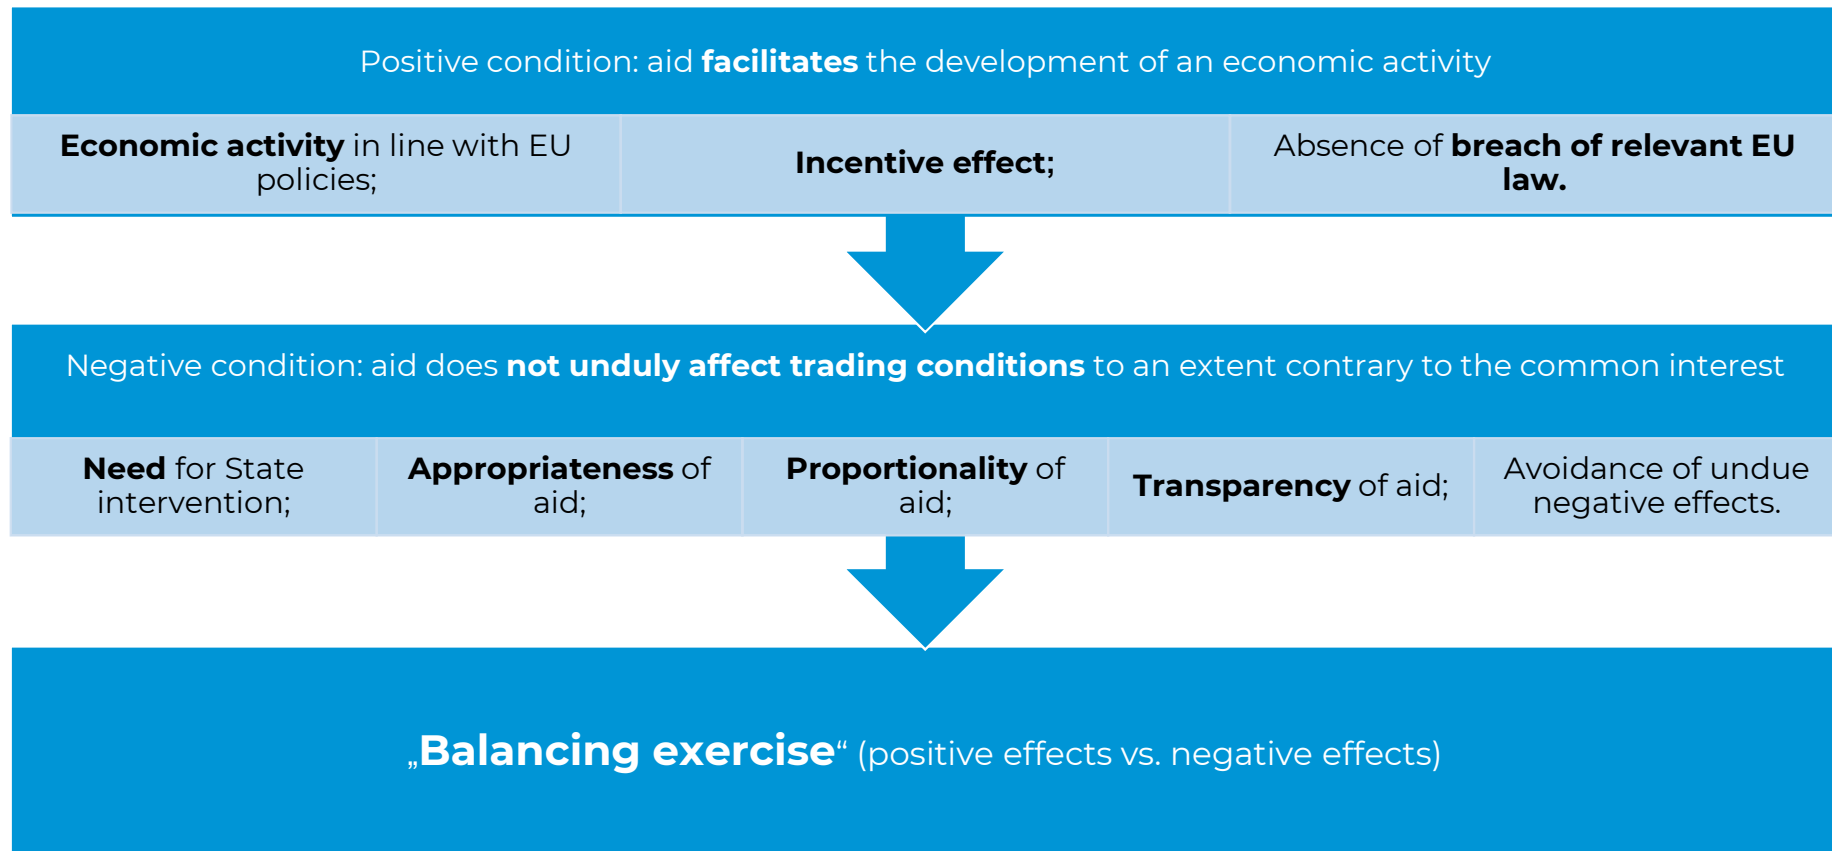 Positive condition: aid facilitates the development of an economic activity
Economic activity in line with EU
policies;
Incentive effect;
Absence of breach of relevant EU
law.
Negative condition: aid does not unduly affect trading conditions to an extent contrary to the common interest
Need for State
intervention;
Appropriateness of
aid;
Proportionality of
aid;
Transparency of aid;
Avoidance of undue
negative effects.
„Balancing exercise“ (positive effects vs. negative effects)